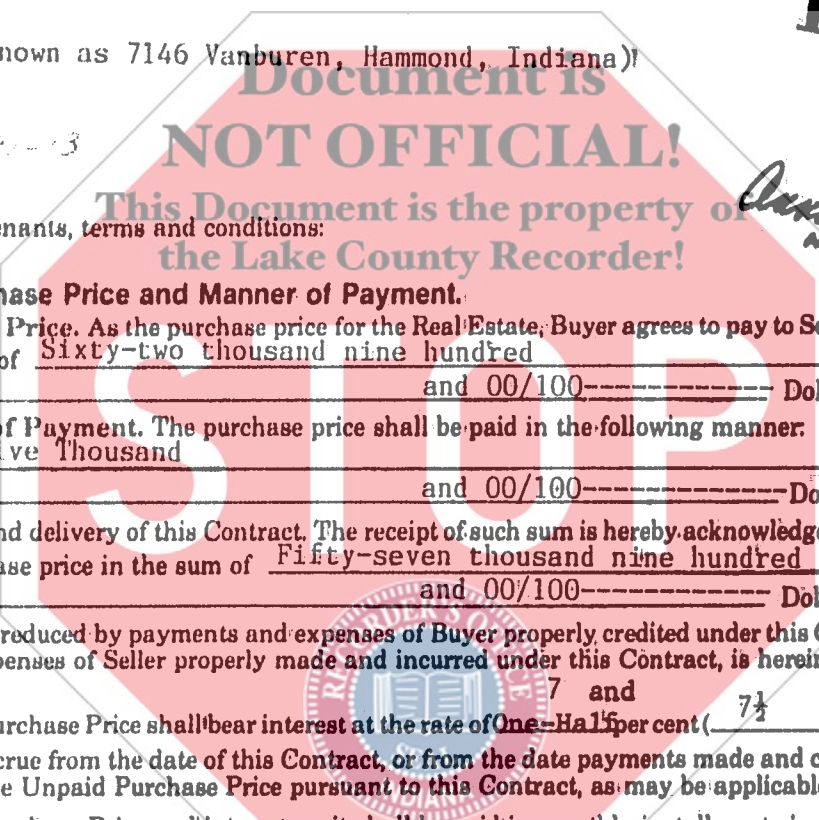 nown as 7146 Vanburen, Hammond, Indiana)
Document is
3
NOT OFFICIAL!
This Document is the property of
enants, terms and conditions:
the Lake County Recorder!
hase Price and Manner of Payment.
Price. As the purchase price for the Real Estate, Buyer agrees to pay to Se
of Sixty-two thousand nine hundred
and 00/100------------- Dol
of Payment. The purchase price shall be paid in the following manner:
ive Thousand
STOP
and 00/100-------------- Do
nd delivery of this Contract. The receipt of such sum is hereby acknowledge
ase price in the sum of Fifty-seven thousand nine hundred
and 00/100------------- Dol
reduced by payments and expenses of Buyer properly credited under this C
penses of Seller properly made and incurred under this Contract, is herein
7 and
urchase Price shall bear interest at the rate of One-Half per cent ( 7½
crue from the date of this Contract, or from the date payments made and c
e Unpaid Purchase Price pursuant to this Contract, as may be applicable
RECORDER'S OFFICE
SEAL
INDIANA